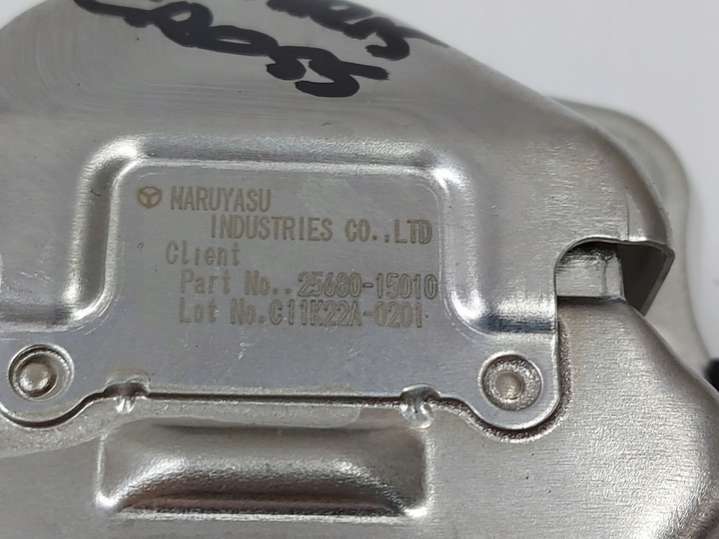 MARUYASU
INDUSTRIES CO.,LTD
Client
Part No..25680-15010
Lot No.C11K22A-0201